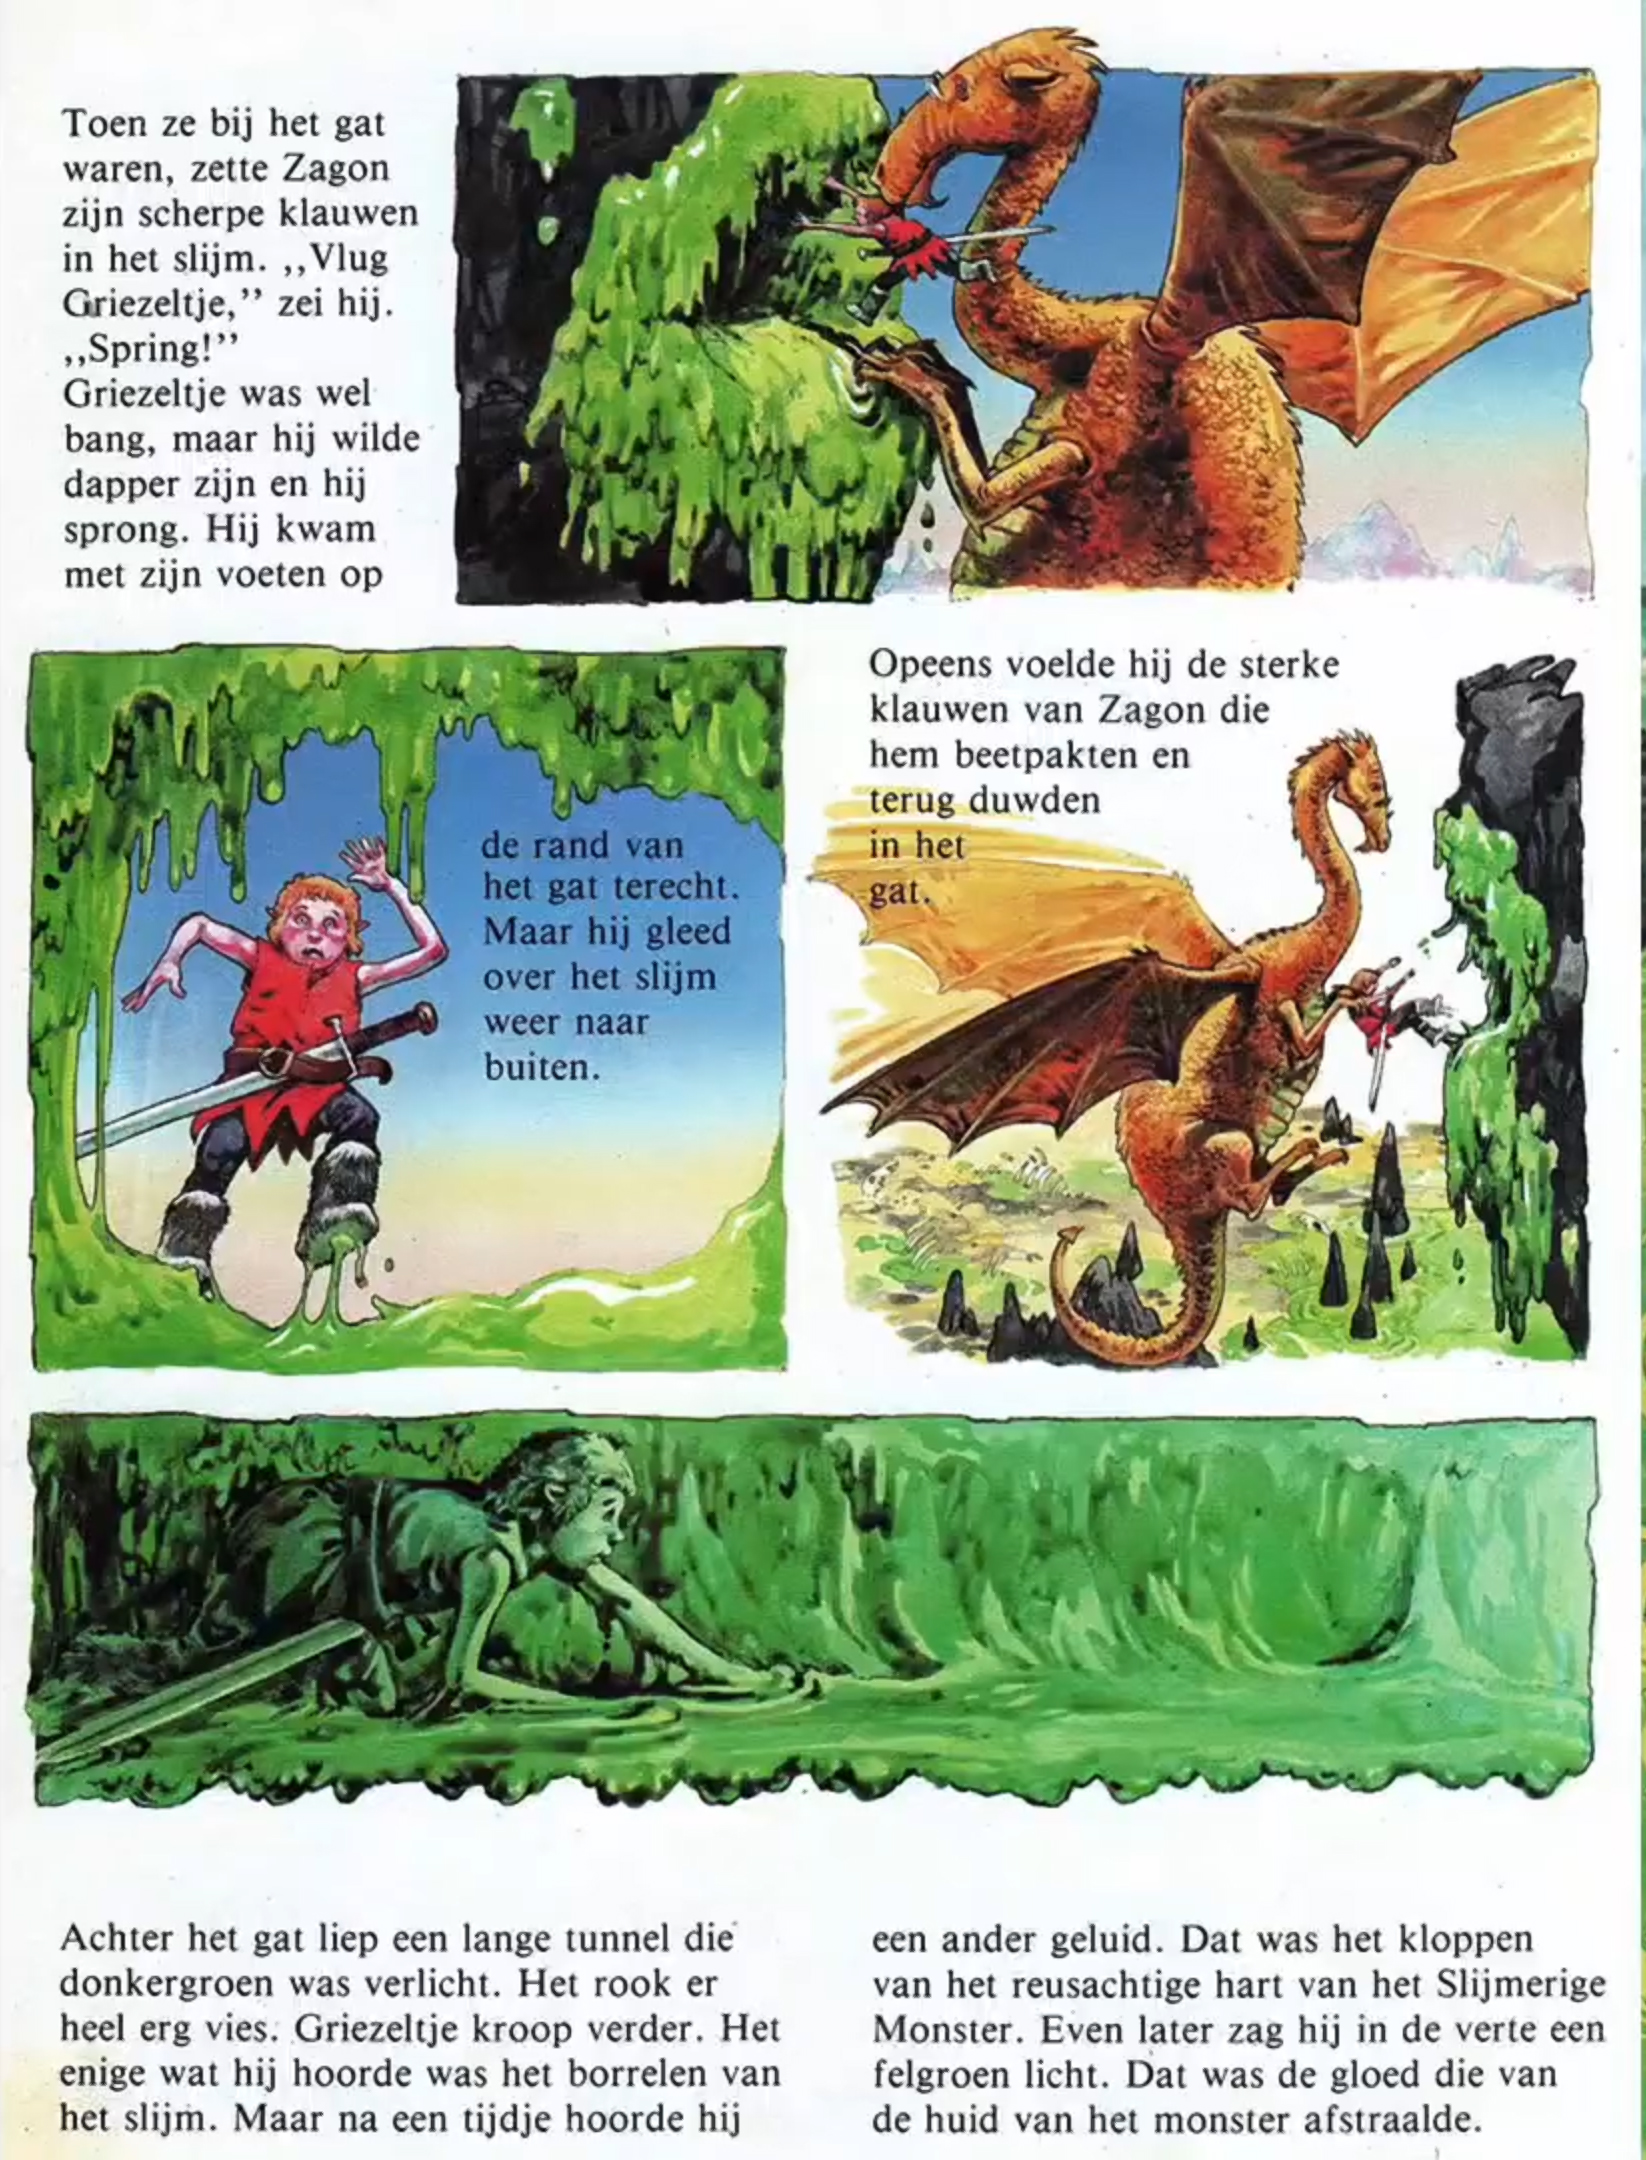 Toen ze bij het gat
waren, zette Zagon
zijn scherpe klauwen
in het slijm. ,,Vlug
Griezeltje,” zei hij.
,,Spring!”
Griezeltje was wel
bang, maar hij wilde
dapper zijn en hij
sprong. Hij kwam
met zijn voeten op
de rand van
het gat terecht.
Maar hij gleed
over het slijm
weer naar
buiten.
Opeens voelde hij de sterke
klauwen van Zagon die
hem beetpakten en
terug duwden
in het
gat.
Achter het gat liep een lange tunnel die
donkergroen was verlicht. Het rook er
heel erg vies. Griezeltje kroop verder. Het
enige wat hij hoorde was het borrelen van
het slijm. Maar na een tijdje hoorde hij
een ander geluid. Dat was het kloppen
van het reusachtige hart van het Slijmerige
Monster. Even later zag hij in de verte een
felgroen licht. Dat was de gloed die van
de huid van het monster afstraalde.